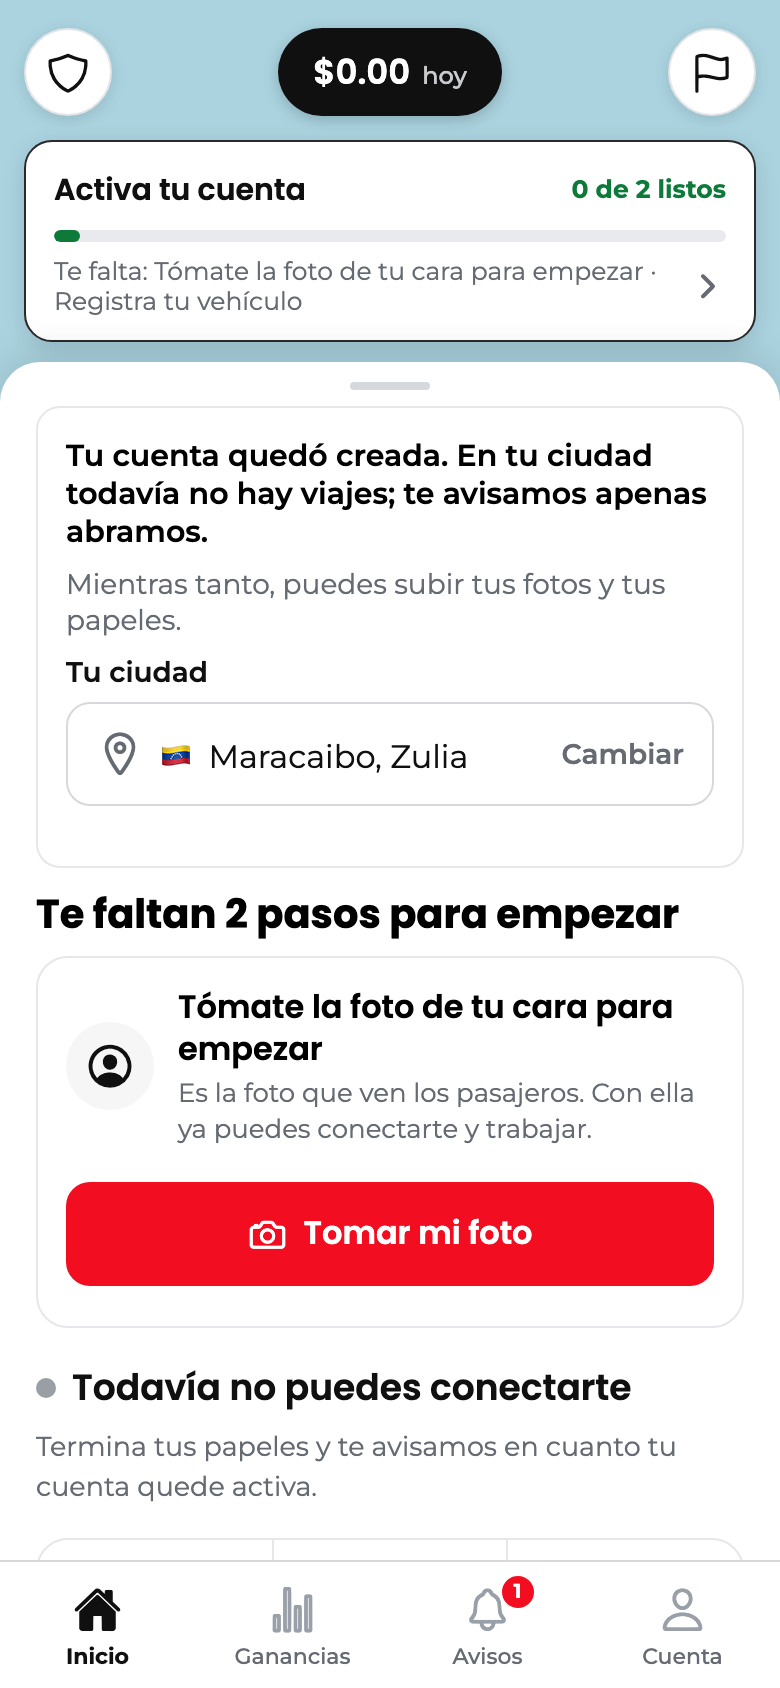 $0.00 hoy
Activa tu cuenta
0 de 2 listos
Te falta: Tómate la foto de tu cara para empezar ·
Registra tu vehículo
Tu cuenta quedó creada. En tu ciudad
todavía no hay viajes; te avisamos apenas
abramos.
Mientras tanto, puedes subir tus fotos y tus
papeles.
Tu ciudad
Maracaibo, Zulia
Cambiar
Te faltan 2 pasos para empezar
Tómate la foto de tu cara para
empezar
Es la foto que ven los pasajeros. Con ella
ya puedes conectarte y trabajar.
Tomar mi foto
Todavía no puedes conectarte
Termina tus papeles y te avisamos en cuanto tu
cuenta quede activa.
1
Inicio
Ganancias
Avisos
Cuenta